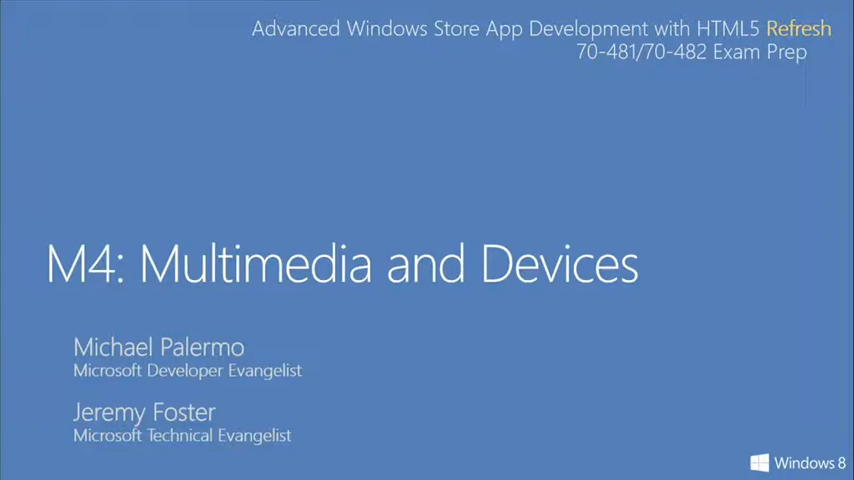 Advanced Windows Store App Development with HTML5 Refresh
70-481/70-482 Exam Prep
M4: Multimedia and Devices
Michael Palermo
Microsoft Developer Evangelist
Jeremy Foster
Microsoft Technical Evangelist
Windows 8